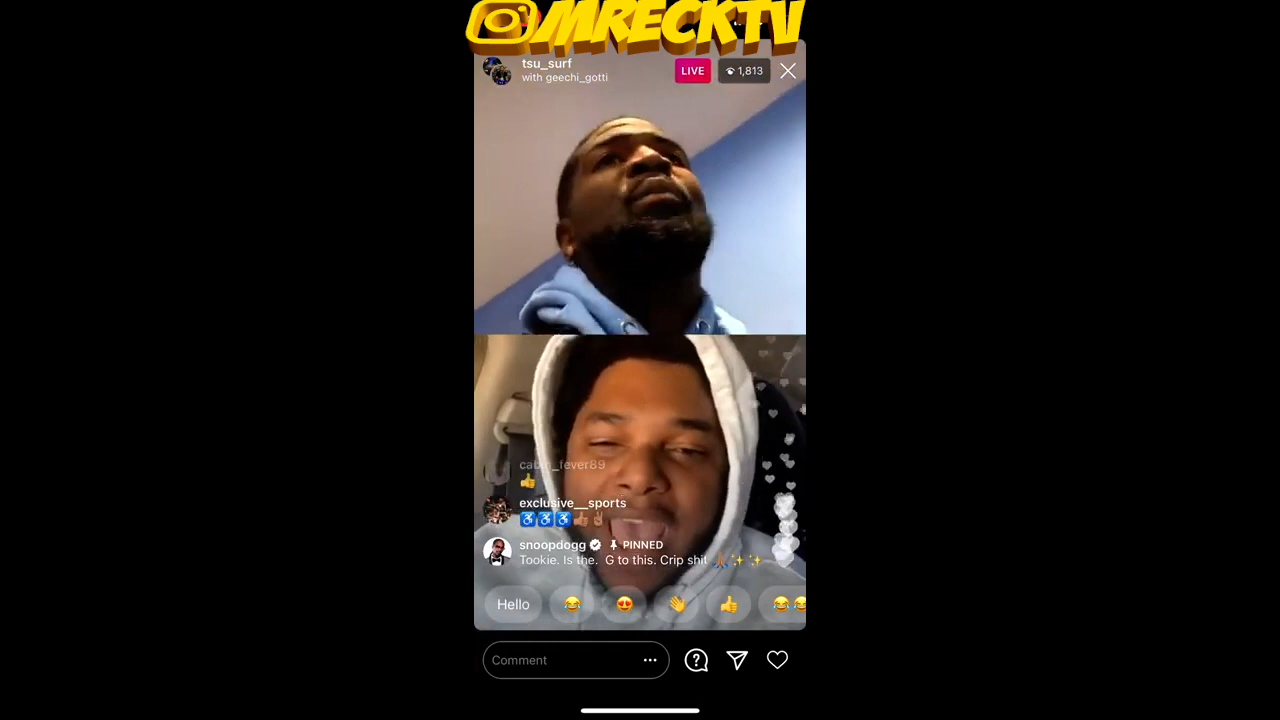 @MRECKTV
tsu_surf
with geechi_gotti
LIVE
1,813
cabin_fever89
👍
exclusive__sports
♿♿♿👍🏽✌🏽
snoopdogg PINNED
Tookie. Is the. G to this. Crip shit 🙏🏾✨✨
Hello
Comment